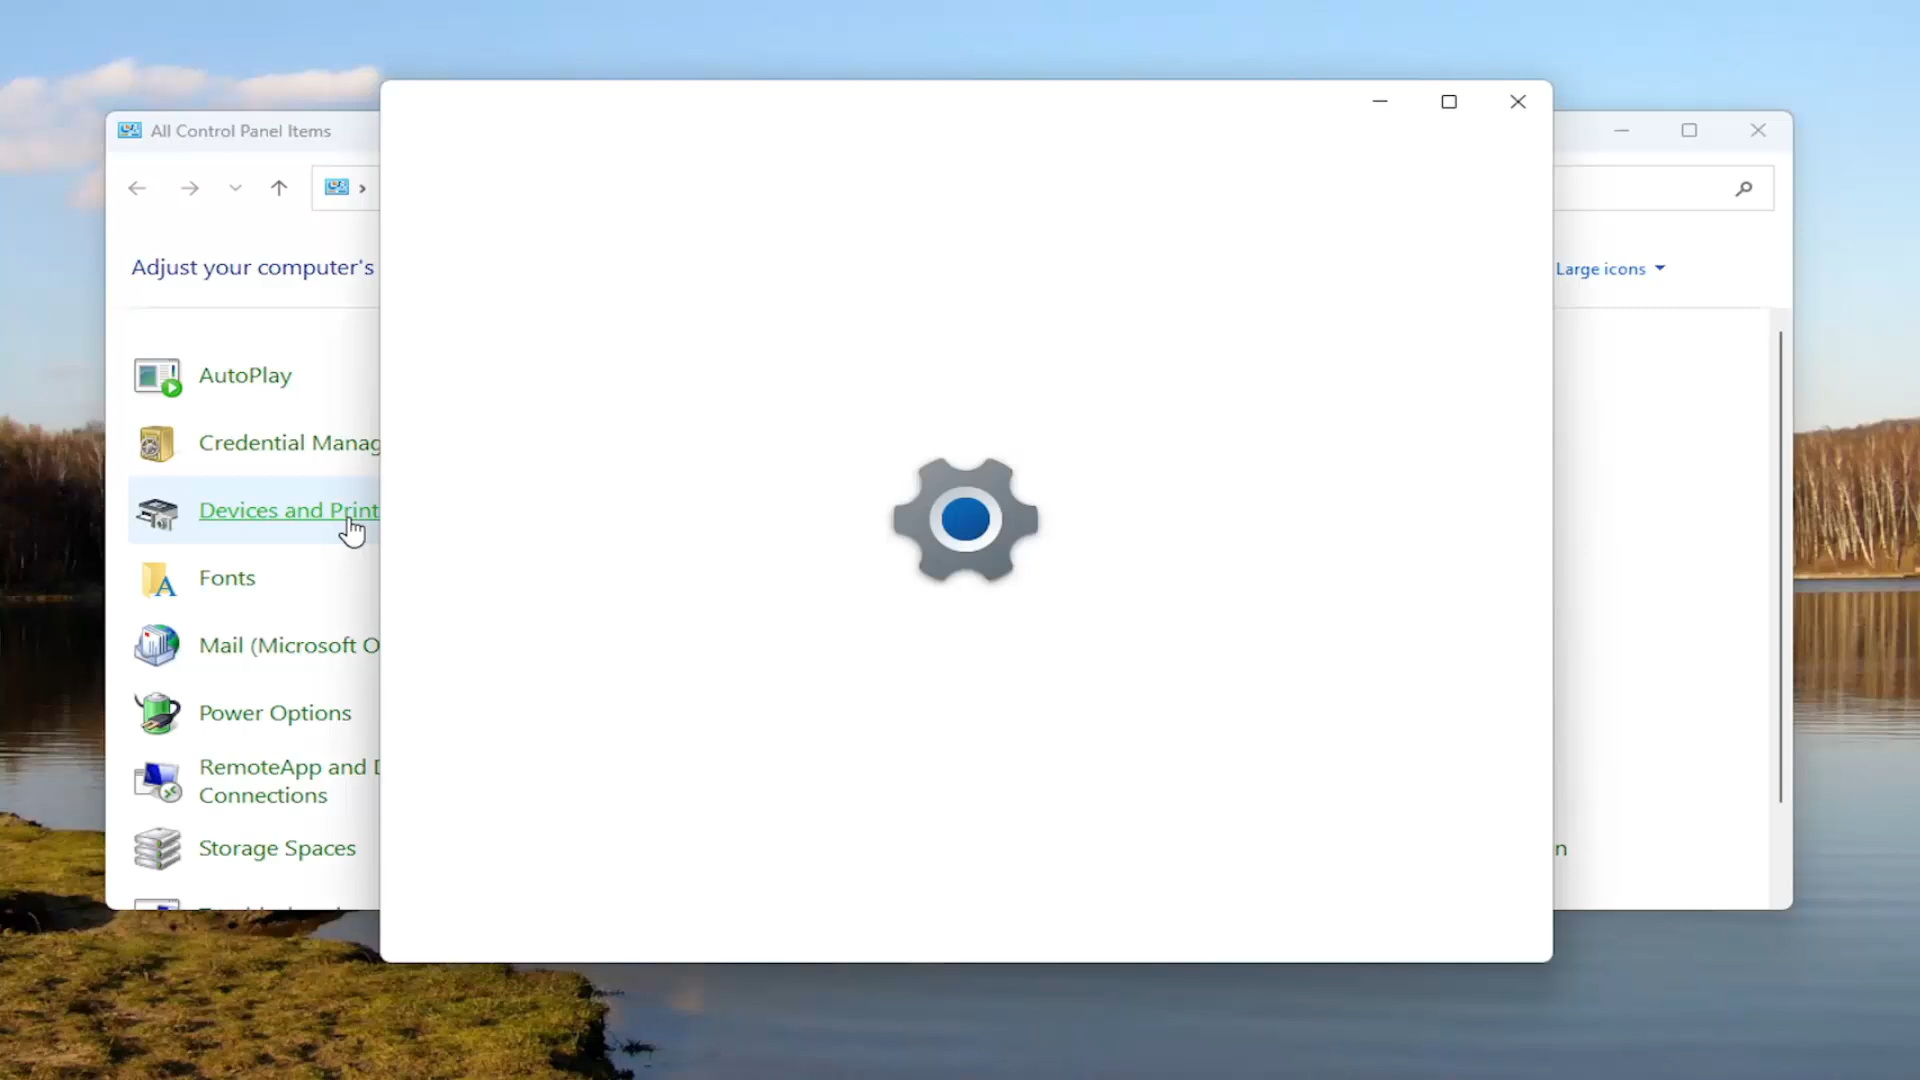 All Control Panel Items
Adjust your computer's
Large icons
AutoPlay
Credential Manag
Devices and Print
Fonts
Mail (Microsoft O
Power Options
RemoteApp and D
Connections
Storage Spaces
n